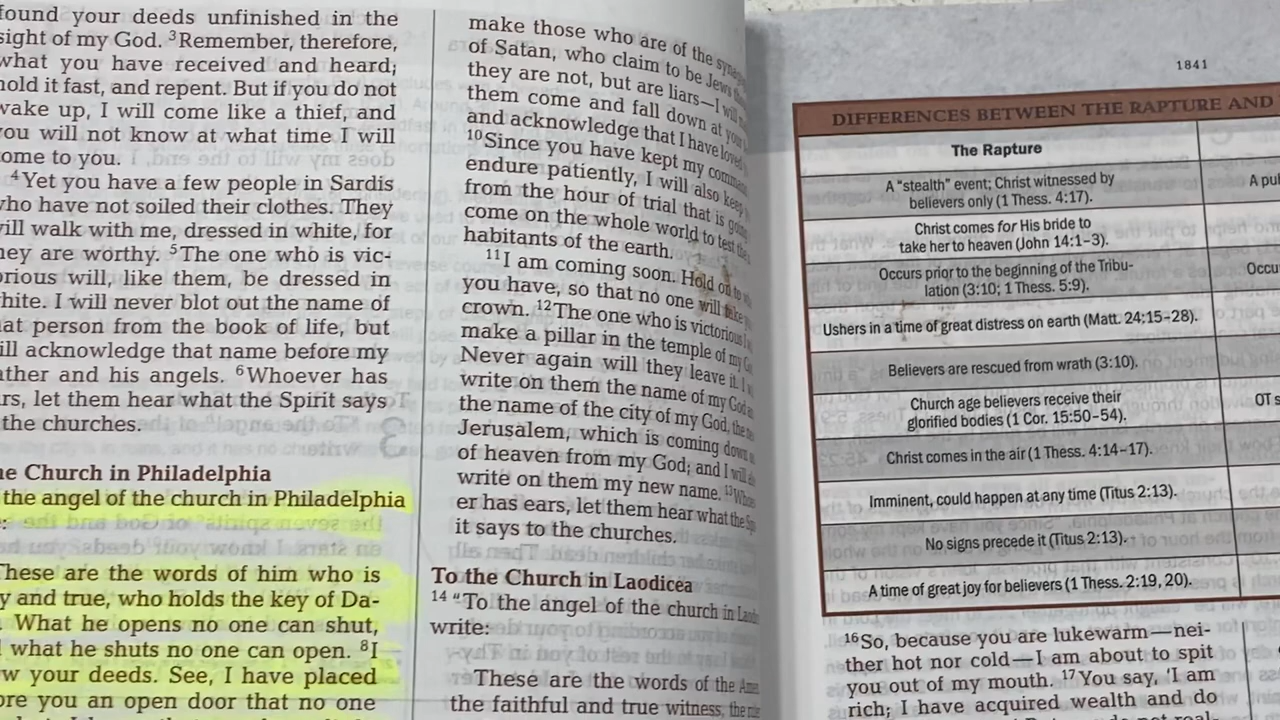 found your deeds unfinished in the
sight of my God. ³Remember, therefore,
what you have received and heard;
hold it fast, and repent. But if you do not
wake up, I will come like a thief, and
you will not know at what time I will
come to you.
⁴Yet you have a few people in Sardis
who have not soiled their clothes. They
will walk with me, dressed in white, for
they are worthy. ⁵The one who is vic-
orious will, like them, be dressed in
white. I will never blot out the name of
that person from the book of life, but
will acknowledge that name before my
Father and his angels. ⁶Whoever has
ears, let them hear what the Spirit says
the churches.
the Church in Philadelphia
the angel of the church in Philadelphia
These are the words of him who is
y and true, who holds the key of Da-
What he opens no one can shut,
what he shuts no one can open. ⁸I
w your deeds. See, I have placed
ore you an open door that no one
make those who are of the
of Satan, who claim to be Jews
they are not, but are liars—I will
them come and fall down at your
and acknowledge that I have loved
¹⁰Since you have kept my
endure patiently, I will also keep
from the hour of trial that is going
come on the whole world to test the
habitants of the earth.
¹¹I am coming soon. Hold on to
you have, so that no one will take
crown. ¹²The one who is victorious I
make a pillar in the temple of my
Never again will they leave it. I
write on them the name of my God
the name of the city of my God, the
Jerusalem, which is coming down
of heaven from my God; and I will
write on them my new name. ¹³
er has ears, let them hear what the
it says to the churches.
To the Church in Laodicea
¹⁴ “To the angel of the church in
write:
These are the words of the
the faithful and true witness, the
1841
DIFFERENCES BETWEEN THE RAPTURE AND
The Rapture
A “stealth” event; Christ witnessed by
believers only (1 Thess. 4:17).
A
Christ comes for His bride to
take her to heaven (John 14:1–3).
Occurs prior to the beginning of the Tribu-
lation (3:10; 1 Thess. 5:9).
Ushers in a time of great distress on earth (Matt. 24:15–28).
Believers are rescued from wrath (3:10).
Church age believers receive their
glorified bodies (1 Cor. 15:50–54).
OT
Christ comes in the air (1 Thess. 4:14–17).
Imminent, could happen at any time (Titus 2:13).
No signs precede it (Titus 2:13).
A time of great joy for believers (1 Thess. 2:19, 20).
¹⁶So, because you are lukewarm—nei-
ther hot nor cold—I am about to spit
you out of my mouth. ¹⁷You say, ‘I am
rich; I have acquired wealth and do